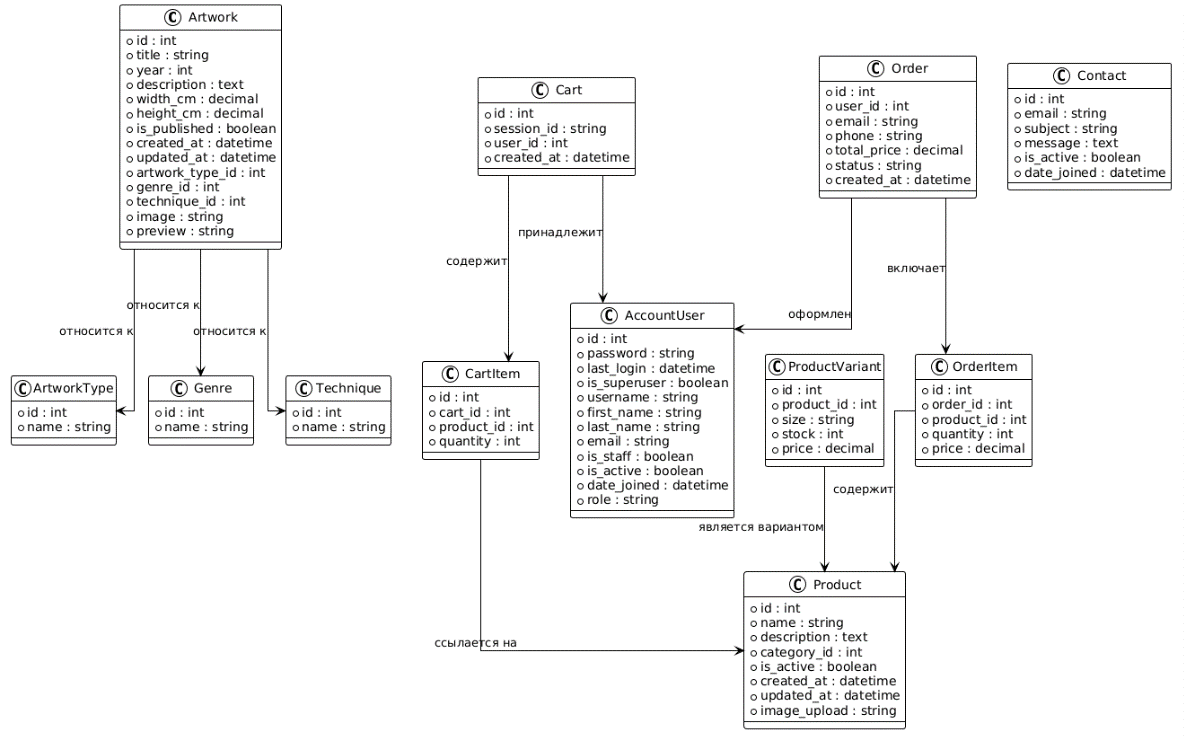 C Artwork
id : int
title : string
year : int
description : text
width_cm : decimal
height_cm : decimal
is_published : boolean
created_at : datetime
updated_at : datetime
artwork_type_id : int
genre_id : int
technique_id : int
image : string
preview : string
C Cart
id : int
session_id : string
user_id : int
created_at : datetime
C Order
id : int
user_id : int
email : string
phone : string
total_price : decimal
status : string
created_at : datetime
C Contact
id : int
email : string
subject : string
message : text
is_active : boolean
date_joined : datetime
относится к
относится к
относится к
содержит
принадлежит
оформлен
включает
C ArtworkType
id : int
name : string
C Genre
id : int
name : string
C Technique
id : int
name : string
C CartItem
id : int
cart_id : int
product_id : int
quantity : int
C AccountUser
id : int
password : string
last_login : datetime
is_superuser : boolean
username : string
first_name : string
last_name : string
email : string
is_staff : boolean
is_active : boolean
date_joined : datetime
role : string
C ProductVariant
id : int
product_id : int
size : string
stock : int
price : decimal
C OrderItem
id : int
order_id : int
product_id : int
quantity : int
price : decimal
содержит
является вариантом
ссылается на
C Product
id : int
name : string
description : text
category_id : int
is_active : boolean
created_at : datetime
updated_at : datetime
image_upload : string